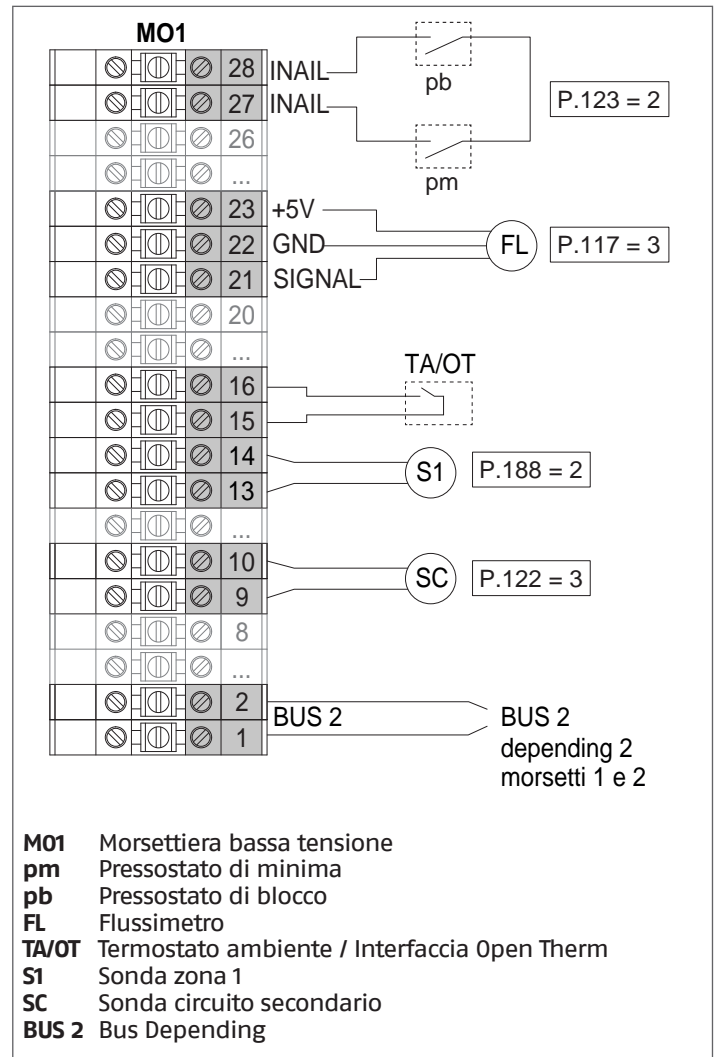 MO1
28 INAIL
pb
27 INAIL
P.123 = 2
26
...
pm
23 +5V
22 GND FL P.117 = 3
21 SIGNAL
20
...
TA/OT
16
15
14
S1 P.188 = 2
13
...
10
SC P.122 = 3
9
8
...
2
BUS 2 BUS 2
1
depending 2
morsetti 1 e 2
MO1 Morsettiera bassa tensione
pm Pressostato di minima
pb Pressostato di blocco
FL Flussimetro
TA/OT Termostato ambiente / Interfaccia Open Therm
S1 Sonda zona 1
SC Sonda circuito secondario
BUS 2 Bus Depending